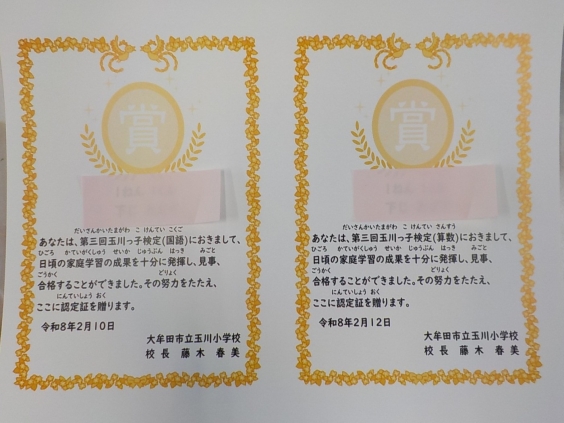 賞
だいさんかいたまがわ こ けんてい こくご
あなたは、第三回玉川っ子検定(国語)におきまして、
ひごろ かていがくしゅう せいか じゅうぶん はっき みごと
日頃の家庭学習の成果を十分に発揮し、見事、
ごうかく どりょく
合格することができました。その努力をたたえ、
にんていしょう おく
ここに認定証を贈ります。
令和8年2月10日
大牟田市立玉川小学校
校長 藤木 春美
賞
だいさんかいたまがわ こ けんてい さんすう
あなたは、第三回玉川っ子検定(算数)におきまして、
ひごろ かていがくしゅう せいか じゅうぶん はっき みごと
日頃の家庭学習の成果を十分に発揮し、見事、
ごうかく どりょく
合格することができました。その努力をたたえ、
にんていしょう おく
ここに認定証を贈ります。
令和8年2月12日
大牟田市立玉川小学校
校長 藤木 春美